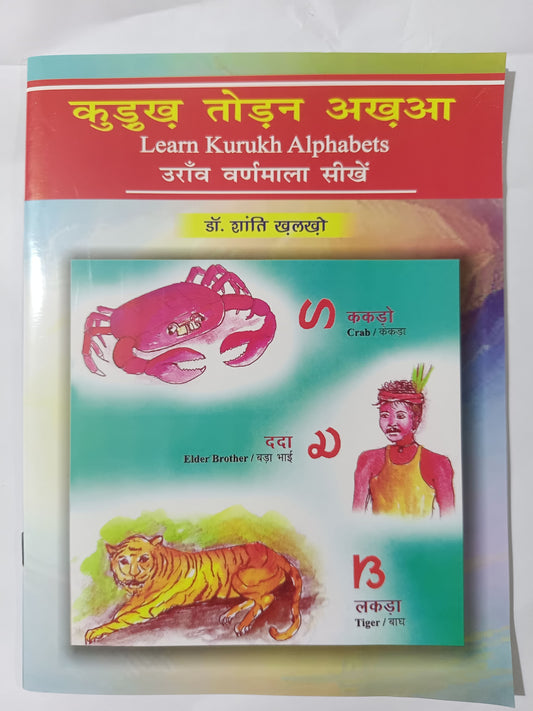 कुड़ुख़ तोड़न अख़आ
Learn Kurukh Alphabets
उराँव वर्णमाला सीखें
डॉ. शांति ख़लख़ो
ककड़ो
Crab / केकडा
ददा
Elder Brother / बड़ा भाई
लकड़ा
Tiger / बाघ